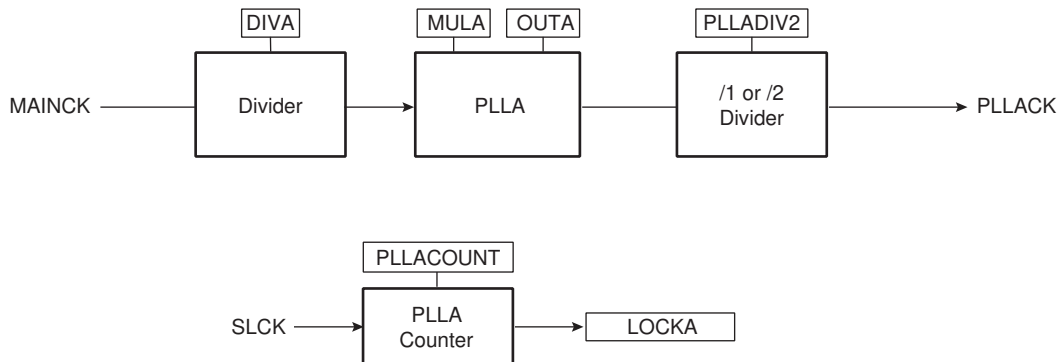 DIVA
MULA
OUTA
PLLADIV2
MAINCK
Divider
PLLA
/1 or /2
Divider
PLLACK
PLLACOUNT
SLCK
PLLA
Counter
LOCKA